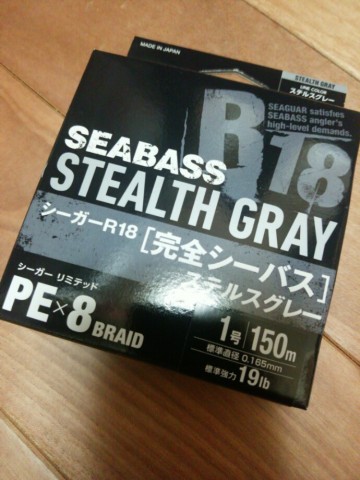 MADE IN JAPAN
STEALTH GRAY
LINE COLOR
ステルスグレー
R18
SEAGUAR satisfies
SEABASS angler's
high-level demands.
SEABASS
STEALTH GRAY
シーガーR18 [完全シーバス]
ステルスグレー
シーガー リミテッド
PE×8 BRAID
1号 150m
標準直径 0.165mm
標準強力 19lb